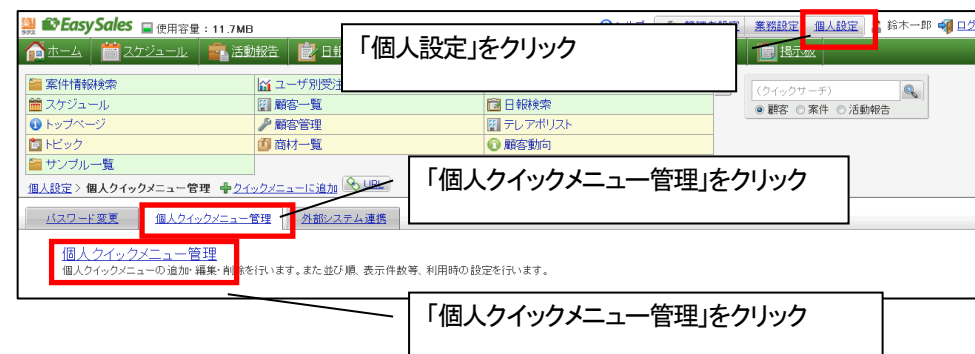 EasySales 使用容量：11.7MB
業務設定 個人設定 鈴木一郎
「個人設定」をクリック
ホーム スケジュール 活動報告 掲示板
案件情報検索 ユーザ別受注
スケジュール 顧客一覧 日報検索
トップページ 顧客管理 テレアポリスト
トピック 商材一覧 顧客動向
サンプル一覧
(クイックサーチ)
顧客 案件 活動報告
個人設定 > 個人クイックメニュー管理 クイックメニューに追加 URL
「個人クイックメニュー管理」をクリック
パスワード変更 個人クイックメニュー管理 外部システム連携
個人クイックメニュー管理
個人クイックメニューの追加・編集・削除を行います。また並び順、表示件数等、利用時の設定を行います。
「個人クイックメニュー管理」をクリック